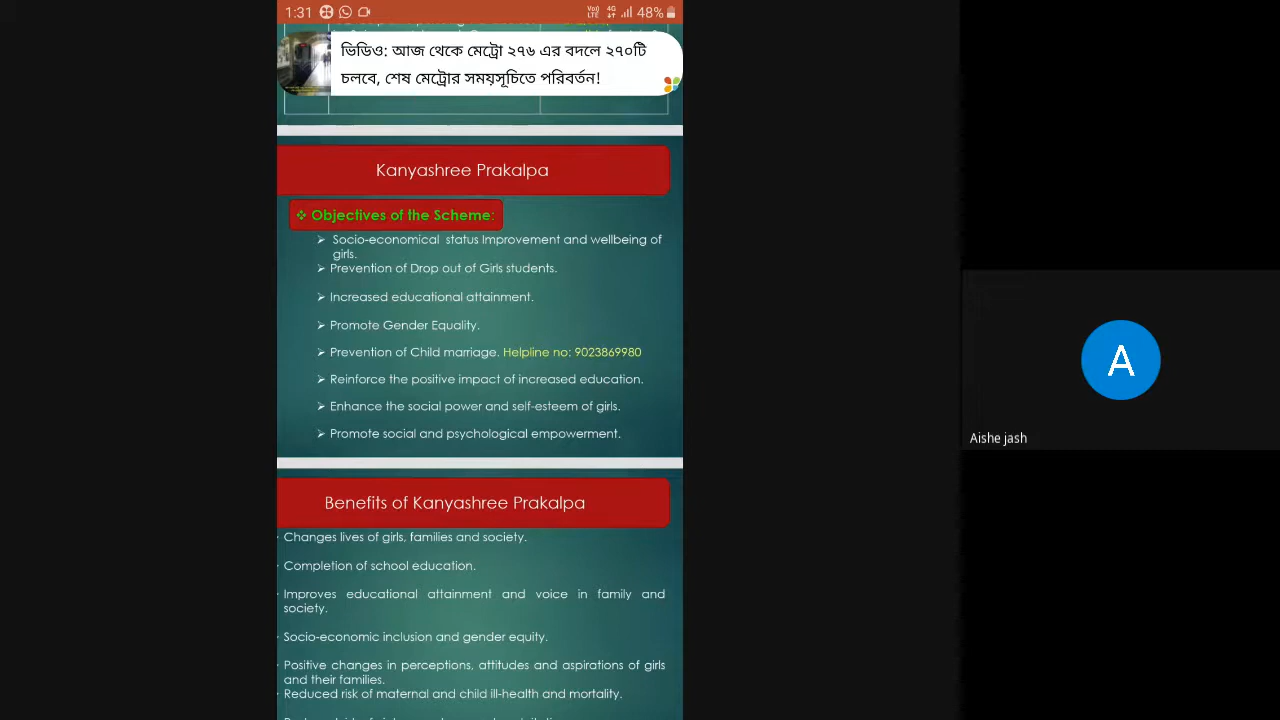 1:31
Vo)) LTE 4G 48%
ভিডিও: আজ থেকে মেট্রো ২৭৬ এর বদলে ২৭০টি
চলবে, শেষ মেট্রোর সময়সূচিতে পরিবর্তন!
Kanyashree Prakalpa
❖ Objectives of the Scheme:
➢ Socio-economical status Improvement and wellbeing of
girls.
➢ Prevention of Drop out of Girls students.
➢ Increased educational attainment.
➢ Promote Gender Equality.
➢ Prevention of Child marriage. Helpline no: 9023869980
➢ Reinforce the positive impact of increased education.
➢ Enhance the social power and self-esteem of girls.
➢ Promote social and psychological empowerment.
Benefits of Kanyashree Prakalpa
Changes lives of girls, families and society.
Completion of school education.
Improves educational attainment and voice in family and
society.
Socio-economic inclusion and gender equity.
Positive changes in perceptions, attitudes and aspirations of girls
and their families.
Reduced risk of maternal and child ill-health and mortality.
A
Aishe jash